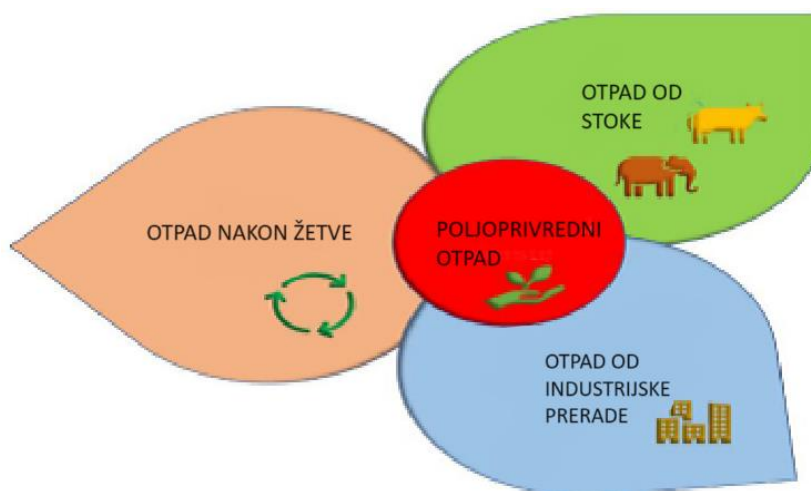 OTPAD OD
STOKE
OTPAD NAKON ŽETVE
POLJOPRIVREDNI
OTPAD
OTPAD OD
INDUSTRIJSKE
PRERADE